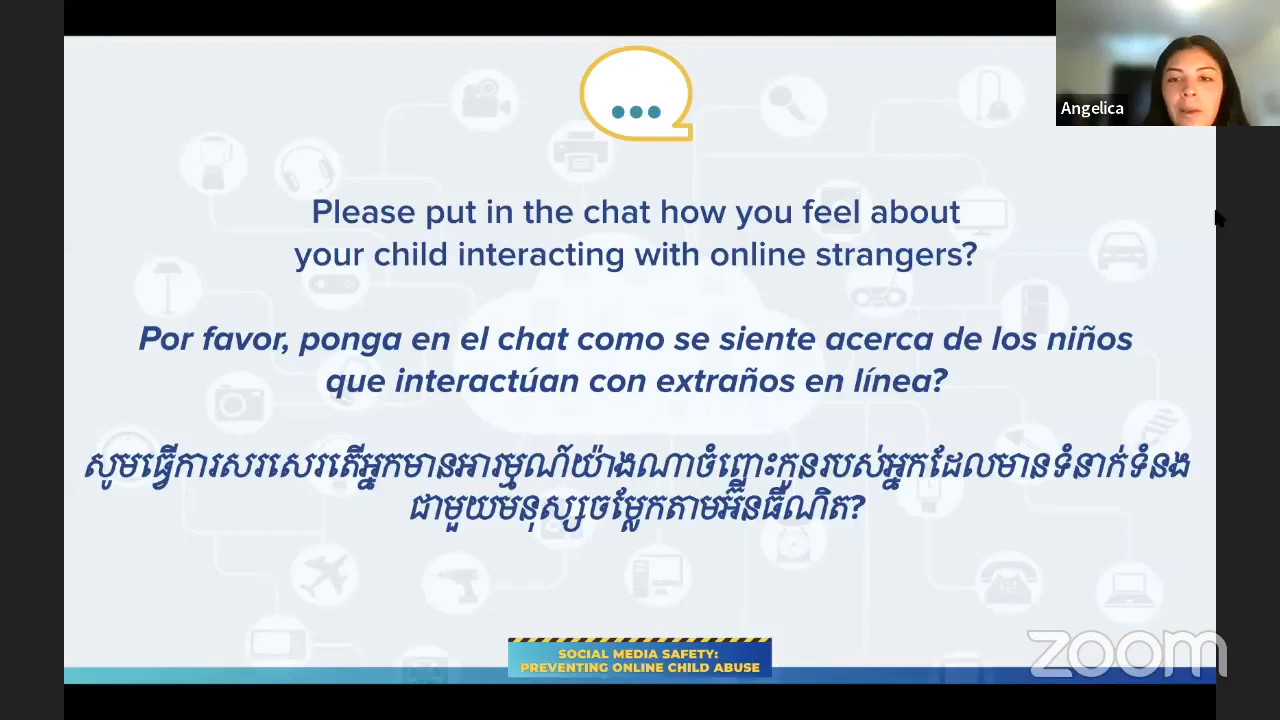 Angelica
Please put in the chat how you feel about
your child interacting with online strangers?
Por favor, ponga en el chat como se siente acerca de los niños
que interactúan con extraños en línea?
សូមធ្វើការសរសេរតើអ្នកមានអារម្មណ៍យ៉ាងណាចំពោះកូនរបស់អ្នកដែលមានទំនាក់ទំនង
ជាមួយមនុស្សចម្លែកតាមអ៊ីនធឺណិត?
SOCIAL MEDIA SAFETY:
PREVENTING ONLINE CHILD ABUSE
zoom